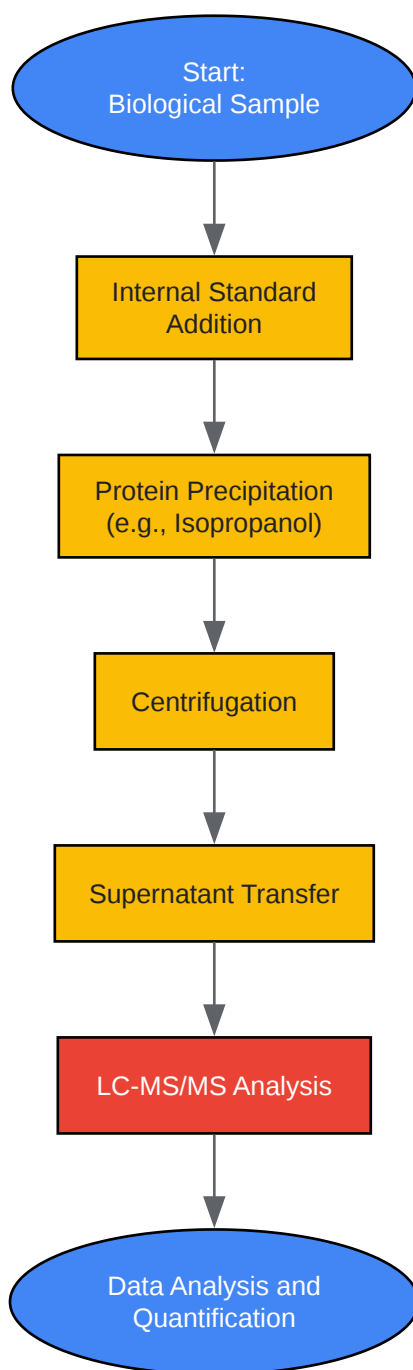 Start:
Biological Sample
Internal Standard
Addition
Protein Precipitation
(e.g., Isopropanol)
Centrifugation
Supernatant Transfer
LC-MS/MS Analysis
Data Analysis and
Quantification